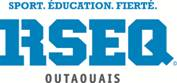 SPORT. ÉDUCATION. FIERTÉ.
RSEQ
OUTAOUAIS